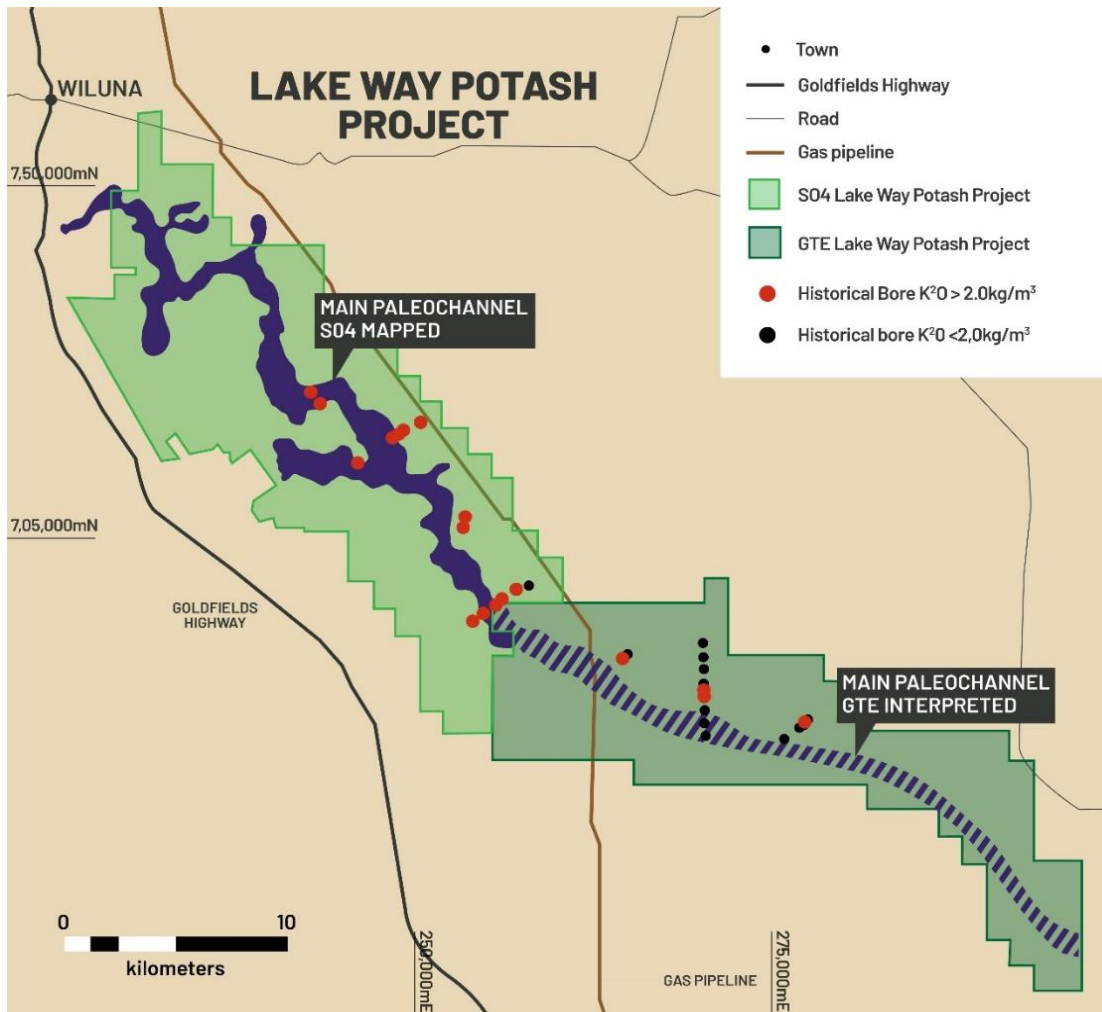 LAKE WAY POTASH
PROJECT
WILUNA
7,50,000mN
MAIN PALEOCHANNEL
SO4 MAPPED
7,05,000mN
GOLDFIELDS
HIGHWAY
MAIN PALEOCHANNEL
GTE INTERPRETED
0 10
kilometers
250,000mE
275,000mE
GAS PIPELINE
Town
Goldfields Highway
Road
Gas pipeline
SO4 Lake Way Potash Project
GTE Lake Way Potash Project
Historical Bore K²O > 2.0kg/m³
Historical bore K²O <2,0kg/m³